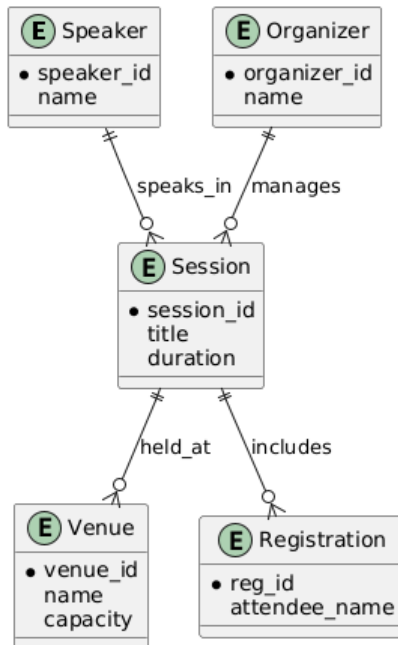 E Speaker
* speaker_id
name
E Organizer
* organizer_id
name
speaks_in
manages
E Session
* session_id
title
duration
held_at
includes
E Venue
* venue_id
name
capacity
E Registration
* reg_id
attendee_name